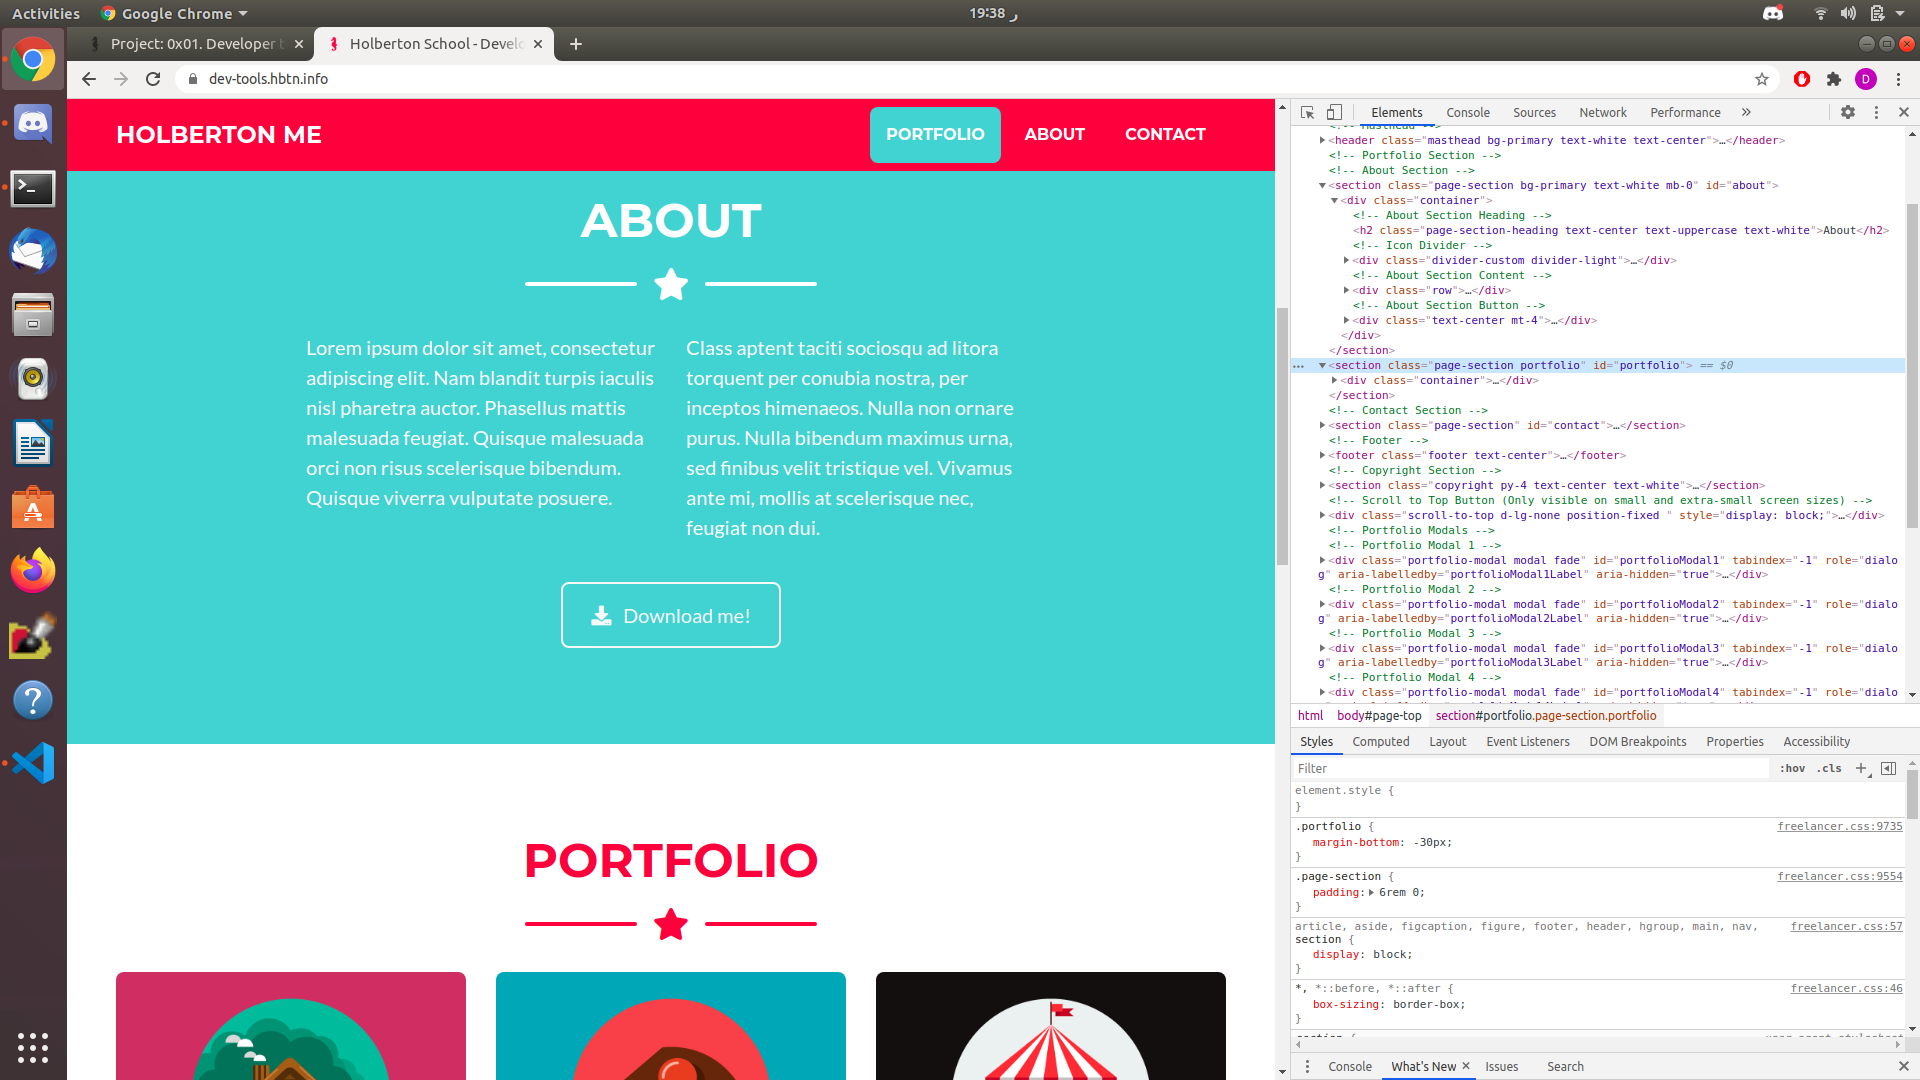 Activities
Google Chrome
19:38 ر
Project: 0x01. Developer t
Holberton School - Develo
dev-tools.hbtn.info
D
HOLBERTON ME
PORTFOLIO
ABOUT
CONTACT
ABOUT
Lorem ipsum dolor sit amet, consectetur
adipiscing elit. Nam blandit turpis iaculis
nisl pharetra auctor. Phasellus mattis
malesuada feugiat. Quisque malesuada
orci non risus scelerisque bibendum.
Quisque viverra vulputate posuere.
Class aptent taciti sociosqu ad litora
torquent per conubia nostra, per
inceptos himenaeos. Nulla non ornare
purus. Nulla bibendum maximus urna,
sed finibus velit tristique vel. Vivamus
ante mi, mollis at scelerisque nec,
feugiat non dui.
Download me!
PORTFOLIO
Elements Console Sources Network Performance »
<!-- Masthead -->
<header class="masthead bg-primary text-white text-center">…</header>
<!-- Portfolio Section -->
<!-- About Section -->
<section class="page-section bg-primary text-white mb-0" id="about">
<div class="container">
<!-- About Section Heading -->
<h2 class="page-section-heading text-center text-uppercase text-white">About</h2>
<!-- Icon Divider -->
<div class="divider-custom divider-light">…</div>
<!-- About Section Content -->
<div class="row">…</div>
<!-- About Section Button -->
<div class="text-center mt-4">…</div>
</div>
</section>
<section class="page-section portfolio" id="portfolio"> == $0
<div class="container">…</div>
</section>
<!-- Contact Section -->
<section class="page-section" id="contact">…</section>
<!-- Footer -->
<footer class="footer text-center">…</footer>
<!-- Copyright Section -->
<section class="copyright py-4 text-center text-white">…</section>
<!-- Scroll to Top Button (Only visible on small and extra-small screen sizes) -->
<div class="scroll-to-top d-lg-none position-fixed " style="display: block;">…</div>
<!-- Portfolio Modals -->
<!-- Portfolio Modal 1 -->
<div class="portfolio-modal modal fade" id="portfolioModal1" tabindex="-1" role="dialo
g" aria-labelledby="portfolioModal1Label" aria-hidden="true">…</div>
<!-- Portfolio Modal 2 -->
<div class="portfolio-modal modal fade" id="portfolioModal2" tabindex="-1" role="dialo
g" aria-labelledby="portfolioModal2Label" aria-hidden="true">…</div>
<!-- Portfolio Modal 3 -->
<div class="portfolio-modal modal fade" id="portfolioModal3" tabindex="-1" role="dialo
g" aria-labelledby="portfolioModal3Label" aria-hidden="true">…</div>
<!-- Portfolio Modal 4 -->
<div class="portfolio-modal modal fade" id="portfolioModal4" tabindex="-1" role="dialo
html body#page-top section#portfolio.page-section.portfolio
Styles Computed Layout Event Listeners DOM Breakpoints Properties Accessibility
Filter :hov .cls +
element.style {
}
.portfolio { freelancer.css:9735
margin-bottom: -30px;
}
.page-section { freelancer.css:9554
padding: 6rem 0;
}
article, aside, figcaption, figure, footer, header, hgroup, main, nav, freelancer.css:57
section {
display: block;
}
*, *::before, *::after { freelancer.css:46
box-sizing: border-box;
}
Console What's New Issues Search